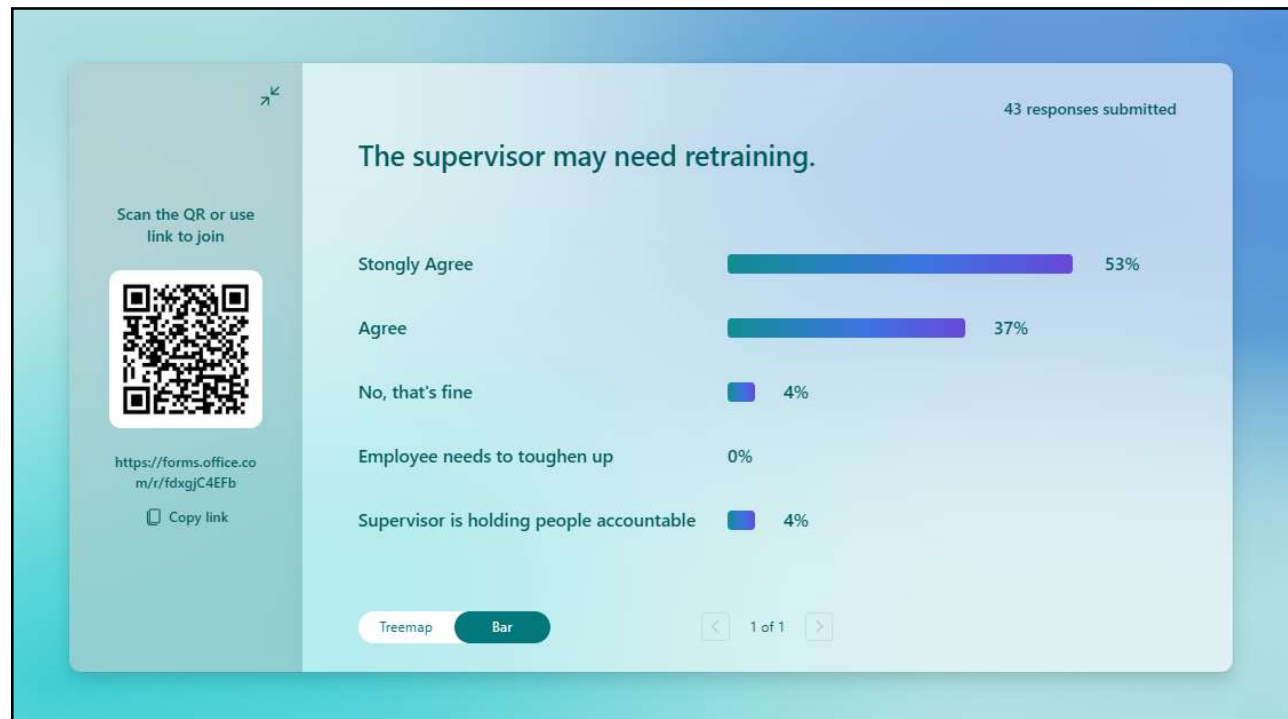 43 responses submitted
The supervisor may need retraining.
Scan the QR or use
link to join
https://forms.office.co
m/r/fdxgjC4EFb
Copy link
Stongly Agree 53%
Agree 37%
No, that's fine 4%
Employee needs to toughen up 0%
Supervisor is holding people accountable 4%
Treemap Bar 1 of 1